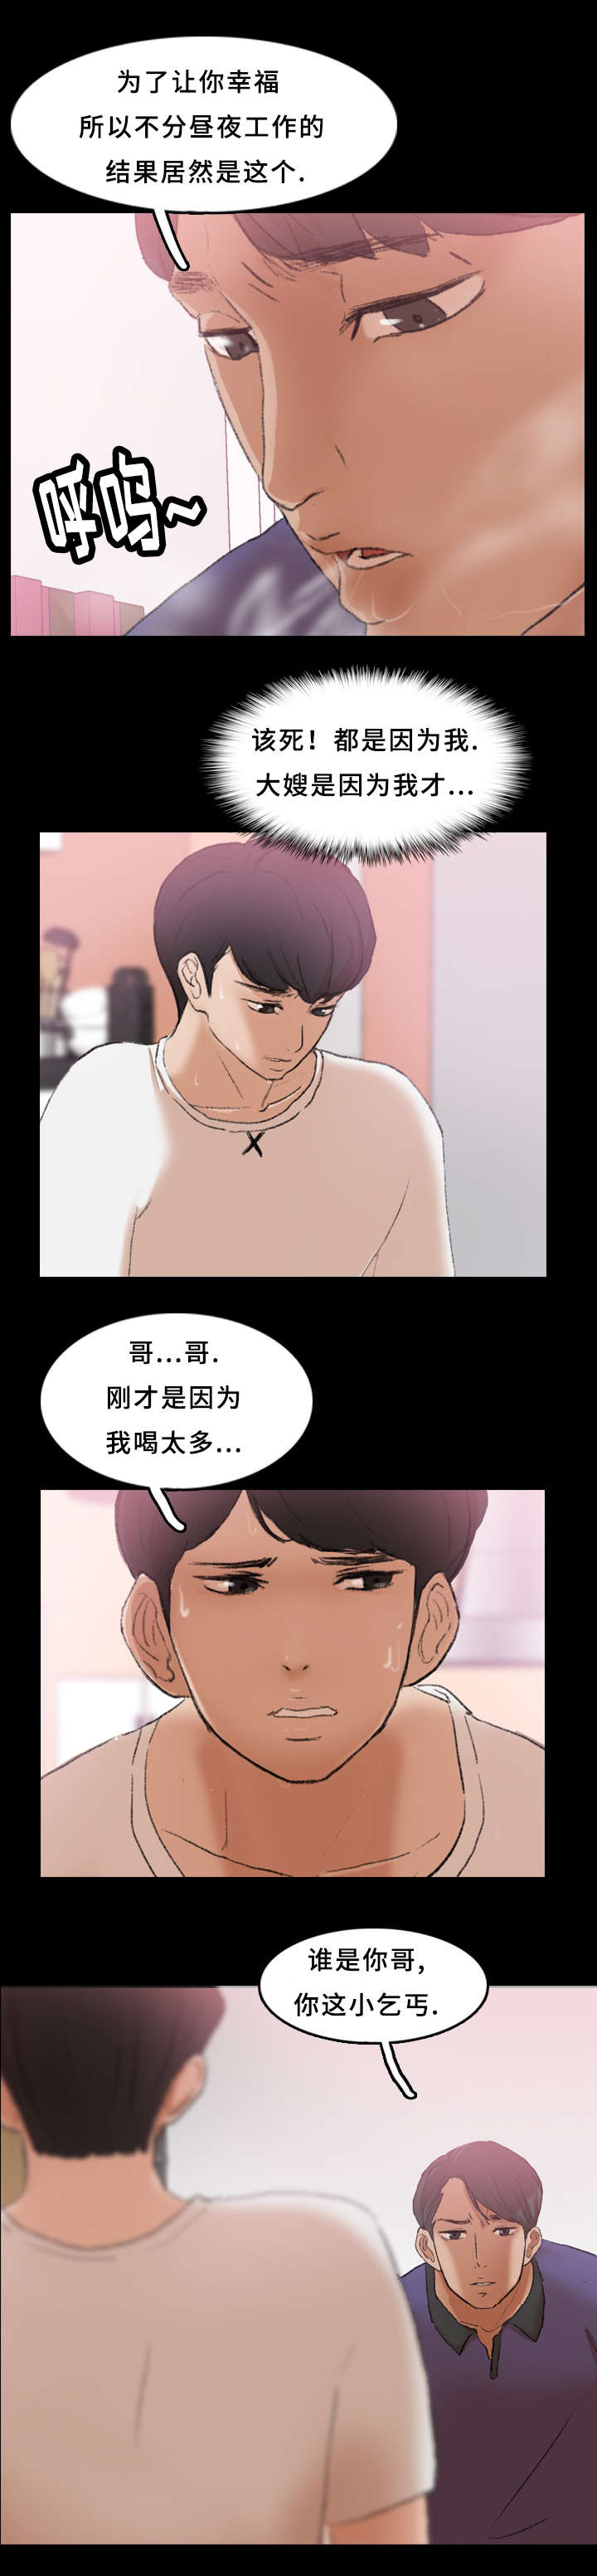 为了让你幸福
所以不分昼夜工作的
结果居然是这个.
该死！都是因为我.
大嫂是因为我才...
哥...哥.
刚才是因为
我喝太多...
谁是你哥,
你这小乞丐.